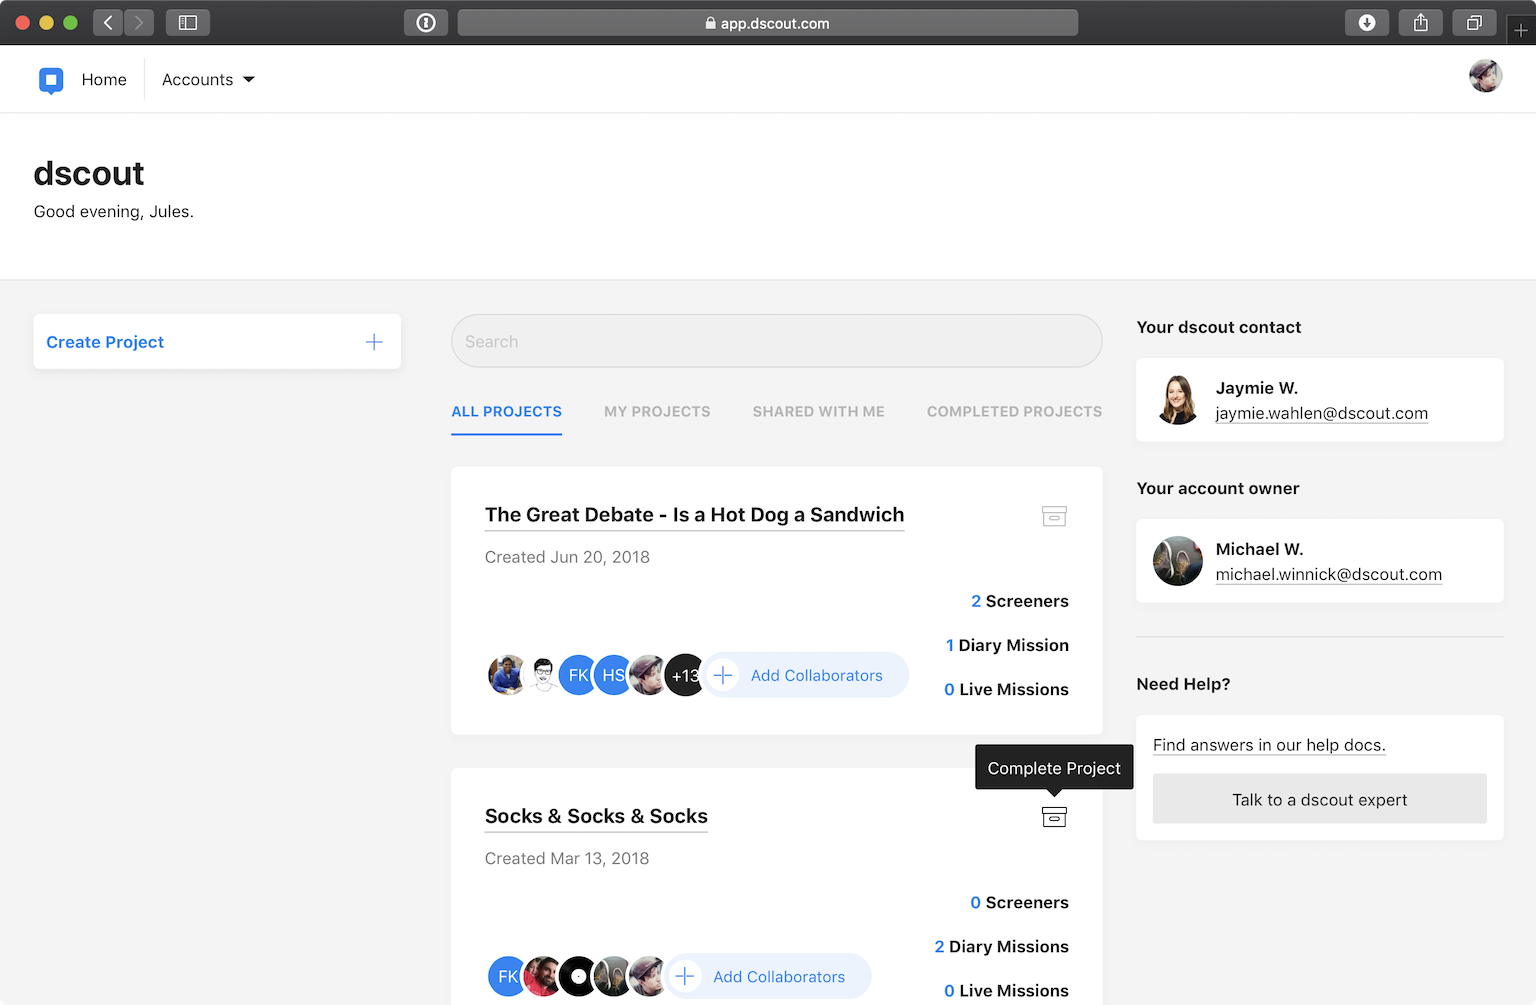 app.dscout.com
Home
Accounts
dscout
Good evening, Jules.
Create Project
Search
ALL PROJECTS
MY PROJECTS
SHARED WITH ME
COMPLETED PROJECTS
The Great Debate - Is a Hot Dog a Sandwich
Created Jun 20, 2018
2 Screeners
1 Diary Mission
0 Live Missions
FK
HS
+13
Add Collaborators
Complete Project
Socks & Socks & Socks
Created Mar 13, 2018
0 Screeners
2 Diary Missions
0 Live Missions
FK
Add Collaborators
Your dscout contact
Jaymie W.
jaymie.wahlen@dscout.com
Your account owner
Michael W.
michael.winnick@dscout.com
Need Help?
Find answers in our help docs.
Talk to a dscout expert